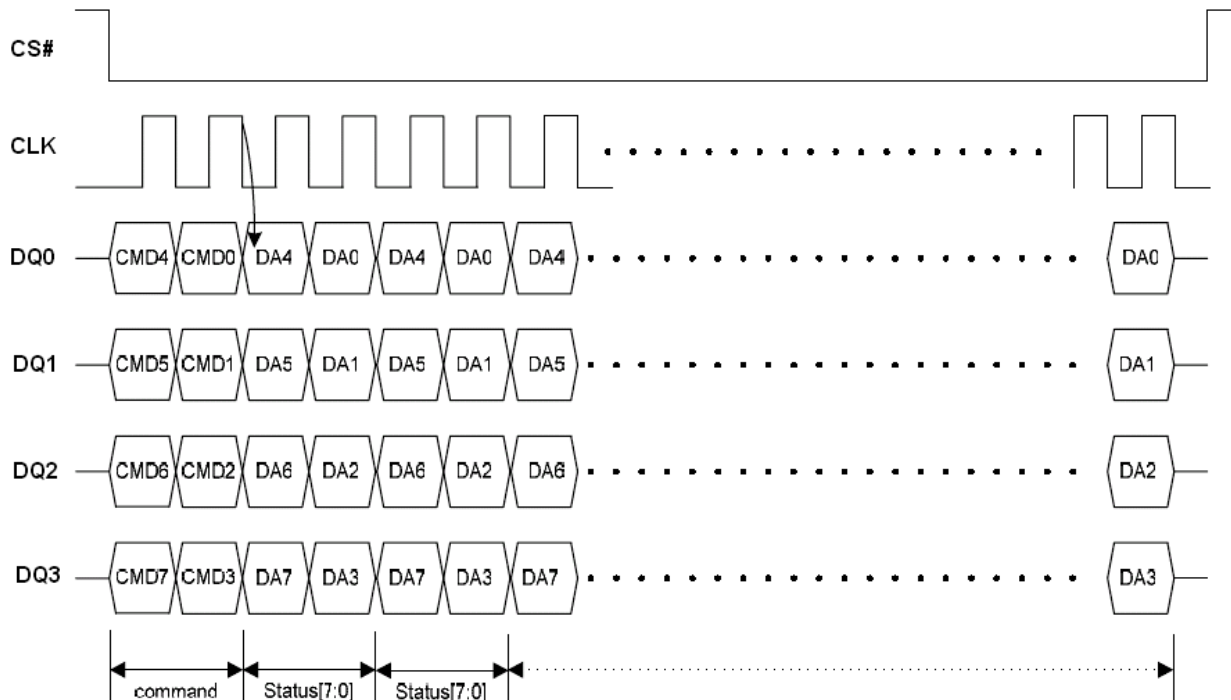 CS#
CLK
DQ0 CMD4 CMD0 DA4 DA0 DA4 DA0 DA4 DA0
DQ1 CMD5 CMD1 DA5 DA1 DA5 DA1 DA5 DA1
DQ2 CMD6 CMD2 DA6 DA2 DA6 DA2 DA6 DA2
DQ3 CMD7 CMD3 DA7 DA3 DA7 DA3 DA7 DA3
command Status[7:0] Status[7:0]